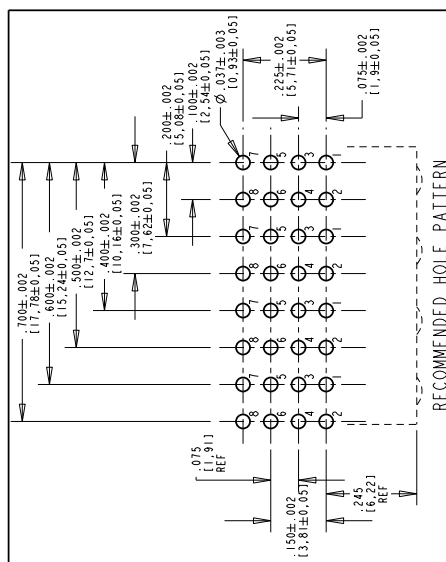 .700±.002
[17,78±0,05]
.600±.002
[15,24±0,05]
.500±.002
[12,7±0,05]
.400±.002
[10,16±0,05]
.300±.002
[7,62±0,05]
.200±.002
[5,08±0,05]
.100±.002
[2,54±0,05]
Ø .037±.003
[0,93±0,05]
.225±.002
[5,71±0,05]
.075±.002
[1,9±0,05]
7 5 3 1
8 6 4 2
7 5 3 1
8 6 4 2
7 5 3 1
8 6 4 2
7 5 3 1
8 6 4 2
.075
[1,91]
REF
.150±.002
[3,81±0,05]
.245
[6,22]
REF
RECOMMENDED HOLE PATTERN